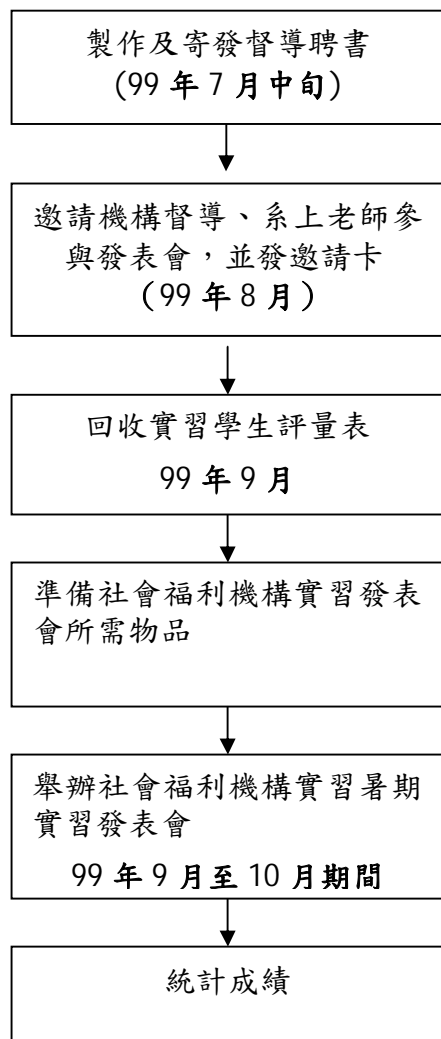 製作及寄發督導聘書
(99 年 7 月中旬)
邀請機構督導、系上老師參
與發表會，並發邀請卡
（99 年 8 月）
回收實習學生評量表
99 年 9 月
準備社會福利機構實習發表
會所需物品
舉辦社會福利機構實習暑期
實習發表會
99 年 9 月至 10 月期間
統計成績